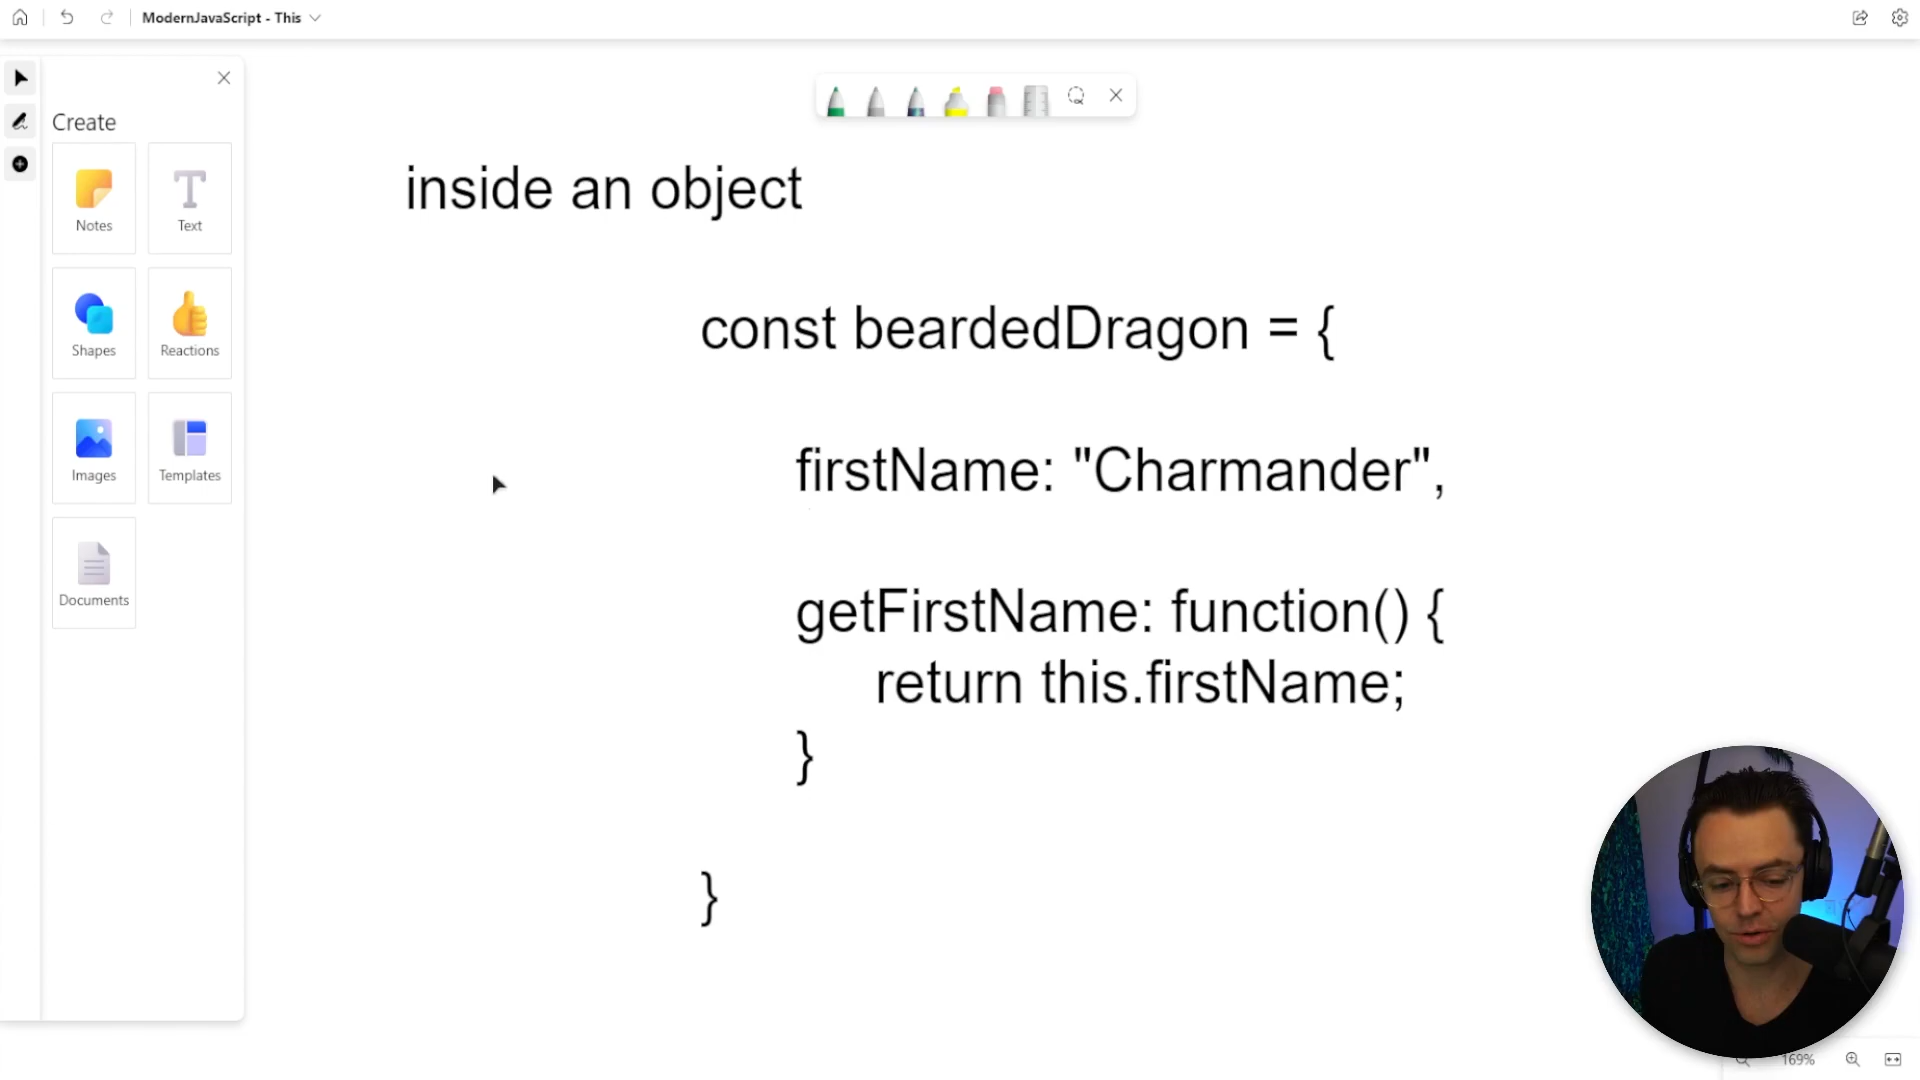 ModernJavaScript - This
Create
Notes
Text
Shapes
Reactions
Images
Templates
Documents
inside an object
const beardedDragon = {
firstName: "Charmander",
getFirstName: function() {
return this.firstName;
}
}
169%